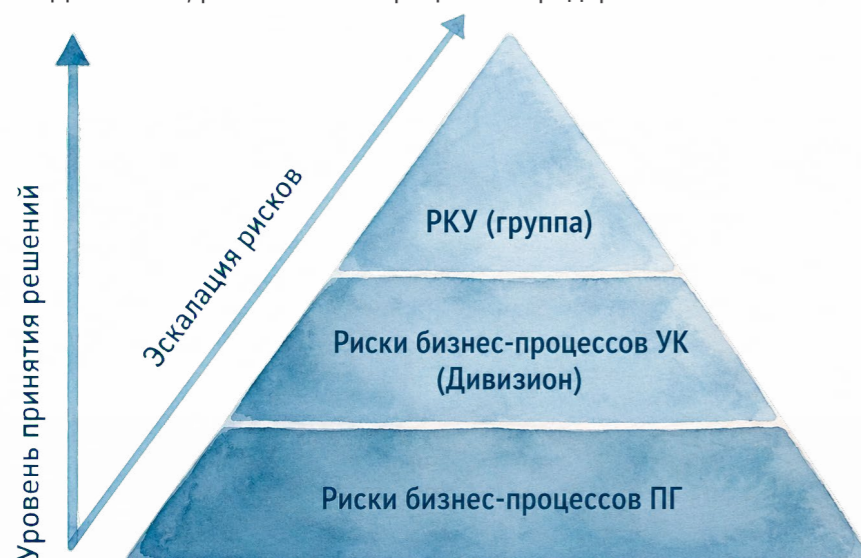 Уровень принятия решений
Эскалация рисков
РКУ (группа)
Риски бизнес-процессов УК
(Дивизион)
Риски бизнес-процессов ПГ